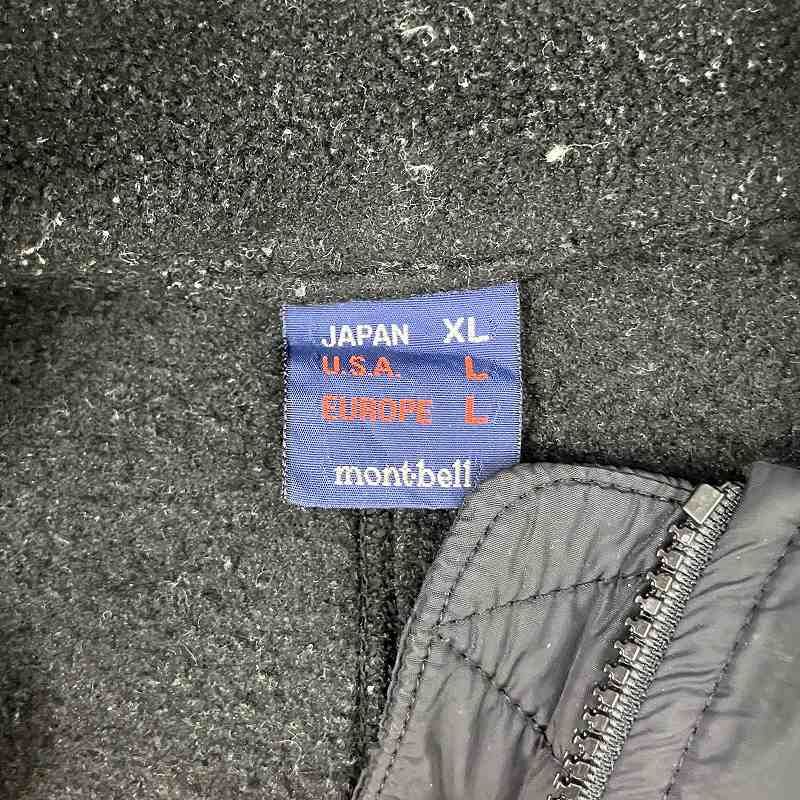 JAPAN XL
U.S.A. L
EUROPE L
mont-bell